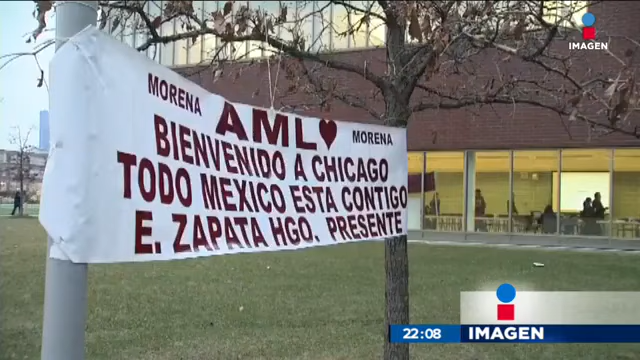 IMAGEN
MORENA
AML♥
MORENA
BIENVENIDO A CHICAGO
TODO MEXICO ESTA CONTIGO
E. ZAPATA HGO. PRESENTE
22:08
IMAGEN